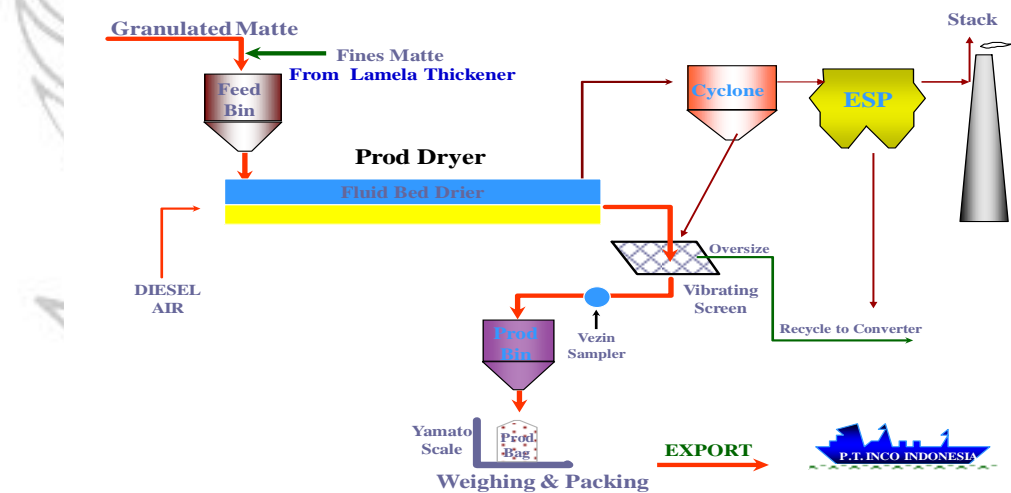 Stack
Granulated Matte
Fines Matte
From Lamela Thickener
Feed
Bin
Cyclone
ESP
Prod Dryer
Fluid Bed Drier
Oversize
DIESEL
AIR
Vibrating
Screen
Recycle to Converter
Prod
Bin
Vezin
Sampler
Yamato
Scale
Prod.
Bag
EXPORT
P.T. INCO INDONESIA
Weighing & Packing